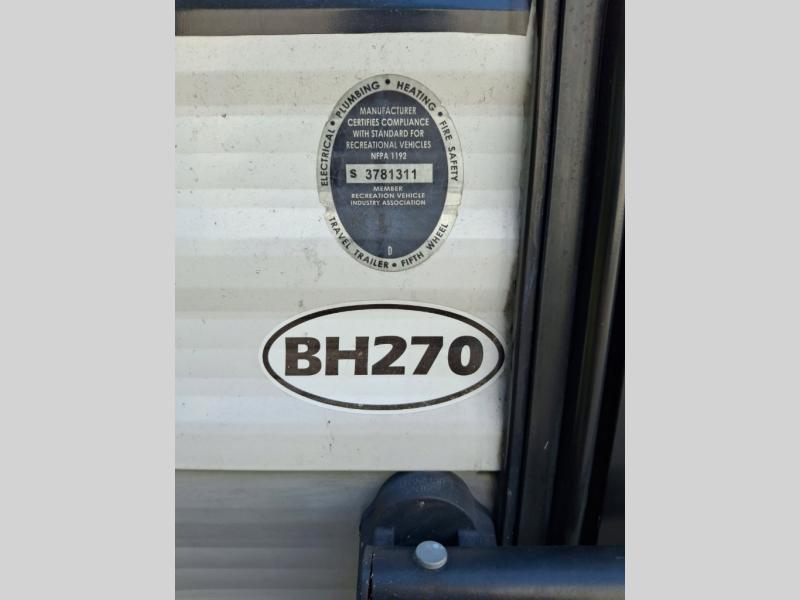 ELECTRICAL • PLUMBING • HEATING • FIRE SAFETY
MANUFACTURER
CERTIFIES COMPLIANCE
WITH STANDARD FOR
RECREATIONAL VEHICLES
NFPA 1192
S 3781311
MEMBER
RECREATION VEHICLE
INDUSTRY ASSOCIATION
D
TRAVEL TRAILER • FIFTH WHEEL
BH270